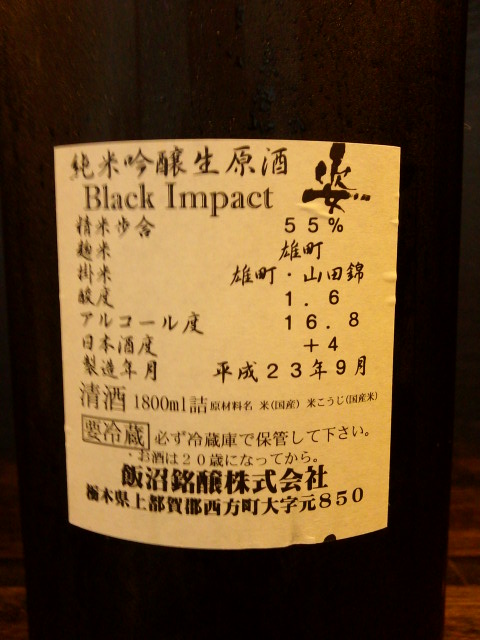 純米吟醸生原酒 姿
Black Impact
精米歩合 55%
麹米 雄町
掛米 雄町・山田錦
酸度 1.6
アルコール度 16.8
日本酒度 +4
製造年月 平成23年9月
清酒 1800ml詰 原材料名 米(国産) 米こうじ(国産米)
要冷蔵 必ず冷蔵庫で保管して下さい。
・お酒は20歳になってから。
飯沼銘醸株式会社
栃木県上都賀郡西方町大字元850